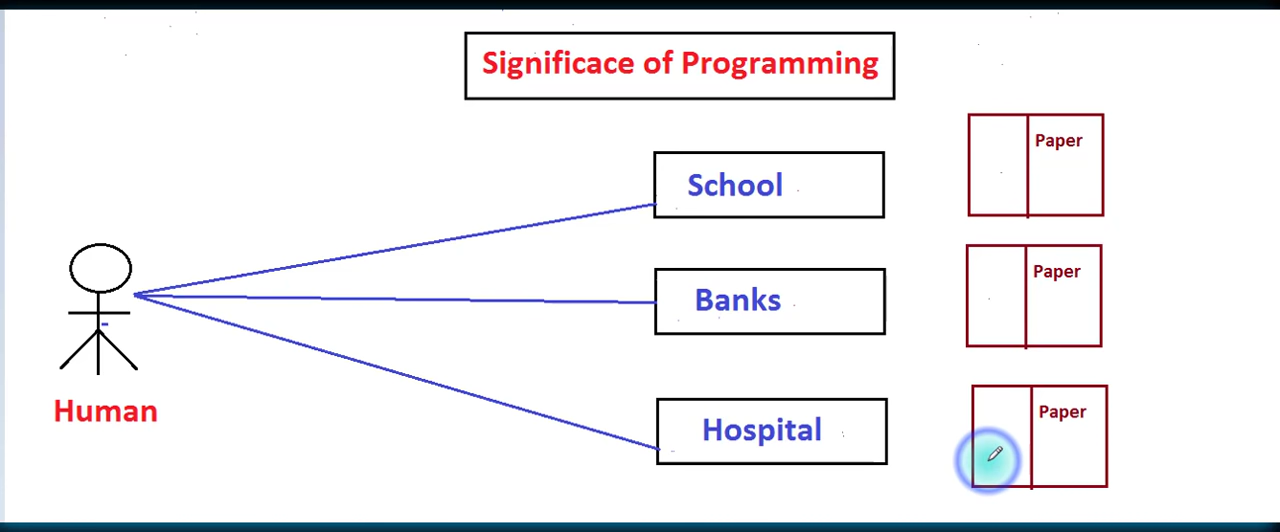 Significace of Programming
School
Paper
Banks
Paper
Hospital
Paper
Human